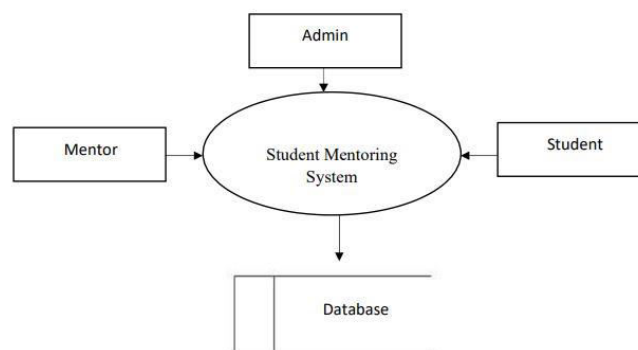 Admin
Mentor
Student Mentoring
System
Student
Database